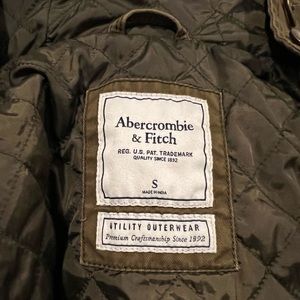 Abercrombie
& Fitch
REG. U.S. PAT. TRADEMARK
QUALITY SINCE 1892
S
MADE IN INDIA
UTILITY OUTERWEAR
Premium Craftsmanship Since 1892